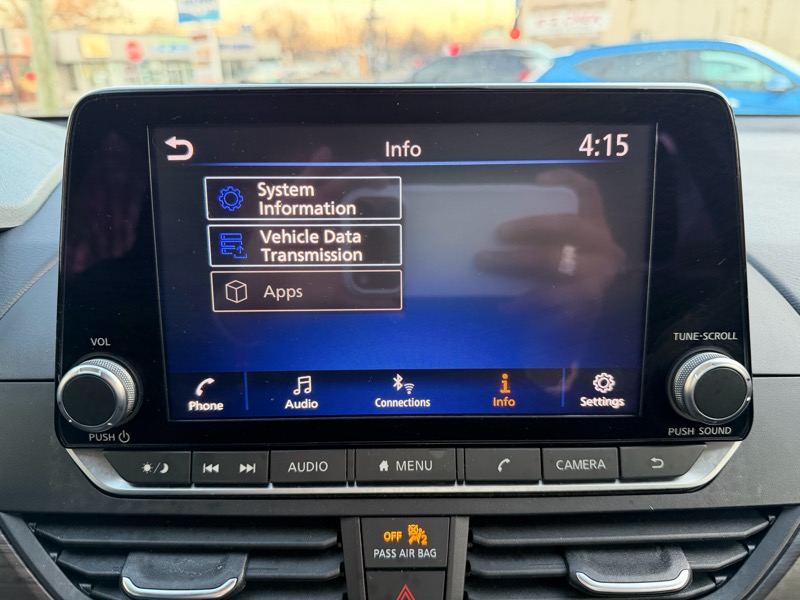 Info
4:15
System
Information
Vehicle Data
Transmission
Apps
VOL
TUNE·SCROLL
Phone
Audio
Connections
Info
Settings
PUSH
PUSH SOUND
AUDIO
MENU
CAMERA
OFF 2
PASS AIR BAG